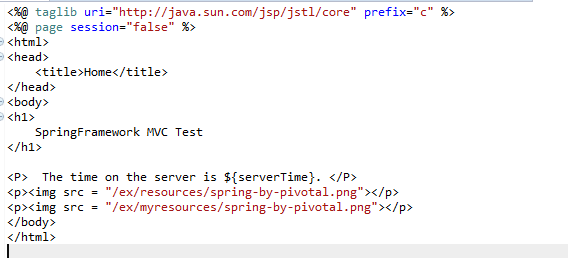 <%@ taglib uri="http://java.sun.com/jsp/jstl/core" prefix="c" %>
<%@ page session="false" %>
<html>
<head>
    <title>Home</title>
</head>
<body>
<h1>
    SpringFramework MVC Test
</h1>

<P>  The time on the server is ${serverTime}. </P>
<p><img src = "/ex/resources/spring-by-pivotal.png"></p>
<p><img src = "/ex/myresources/spring-by-pivotal.png"></p>
</body>
</html>